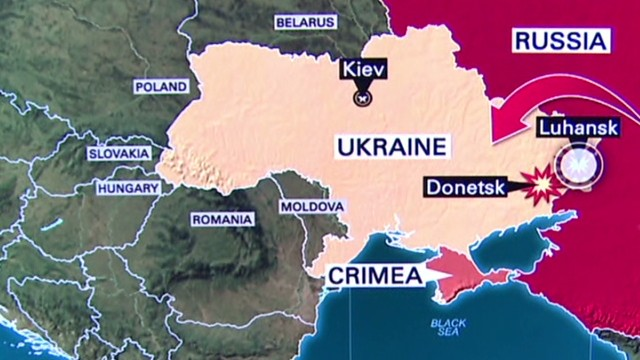 BELARUS
RUSSIA
Kiev
POLAND
Luhansk
UKRAINE
SLOVAKIA
HUNGARY
Donetsk
MOLDOVA
ROMANIA
CRIMEA
BLACK
SEA